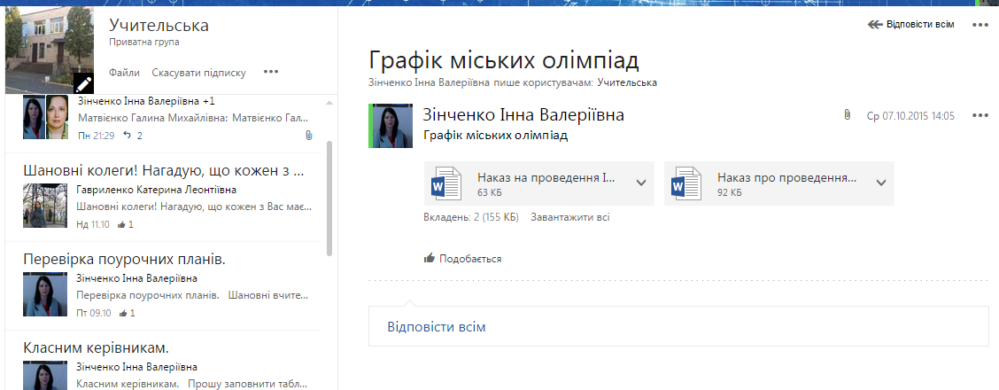 Учительська
Приватна група
Файли Скасувати підписку
Зінченко Інна Валеріївна +1
Матвієнко Галина Михайлівна: Матвієнко Гал...
Пн 21:29 2
Шановні колеги! Нагадую, що кожен з ...
Гавриленко Катерина Леонтіївна
Шановні колеги! Нагадую, що кожен з Вас має...
Нд 11.10 1
Перевірка поурочних планів.
Зінченко Інна Валеріївна
Перевірка поурочних планів. Шановні вчите...
Пт 09.10 1
Класним керівникам.
Зінченко Інна Валеріївна
Класним керівникам. Прошу заповнити табл...
Відповісти всім
Графік міських олімпіад
Зінченко Інна Валеріївна пише користувачам: Учительська
Зінченко Інна Валеріївна
Ср 07.10.2015 14:05
Графік міських олімпіад
Наказ на проведення І...
63 КБ
Наказ про проведення...
92 КБ
Вкладень: 2 (155 КБ) Завантажити всі
Подобається
Відповісти всім